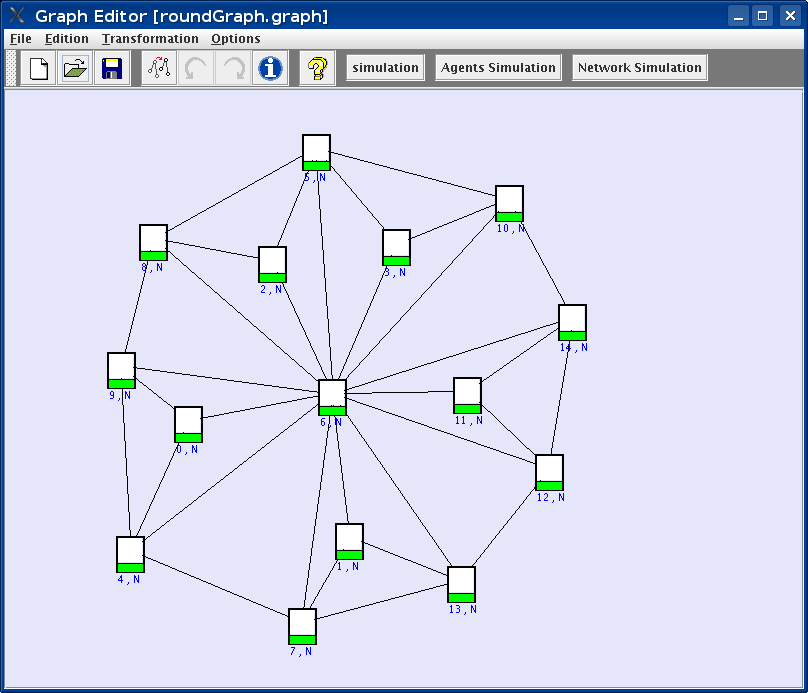 Graph Editor [roundGraph.graph]
File Edition Transformation Options
simulation Agents Simulation Network Simulation
5,N
10,N
8,N
3,N
2,N
14,N
9,N
11,N
6,N
0,N
12,N
1,N
4,N
13,N
7,N